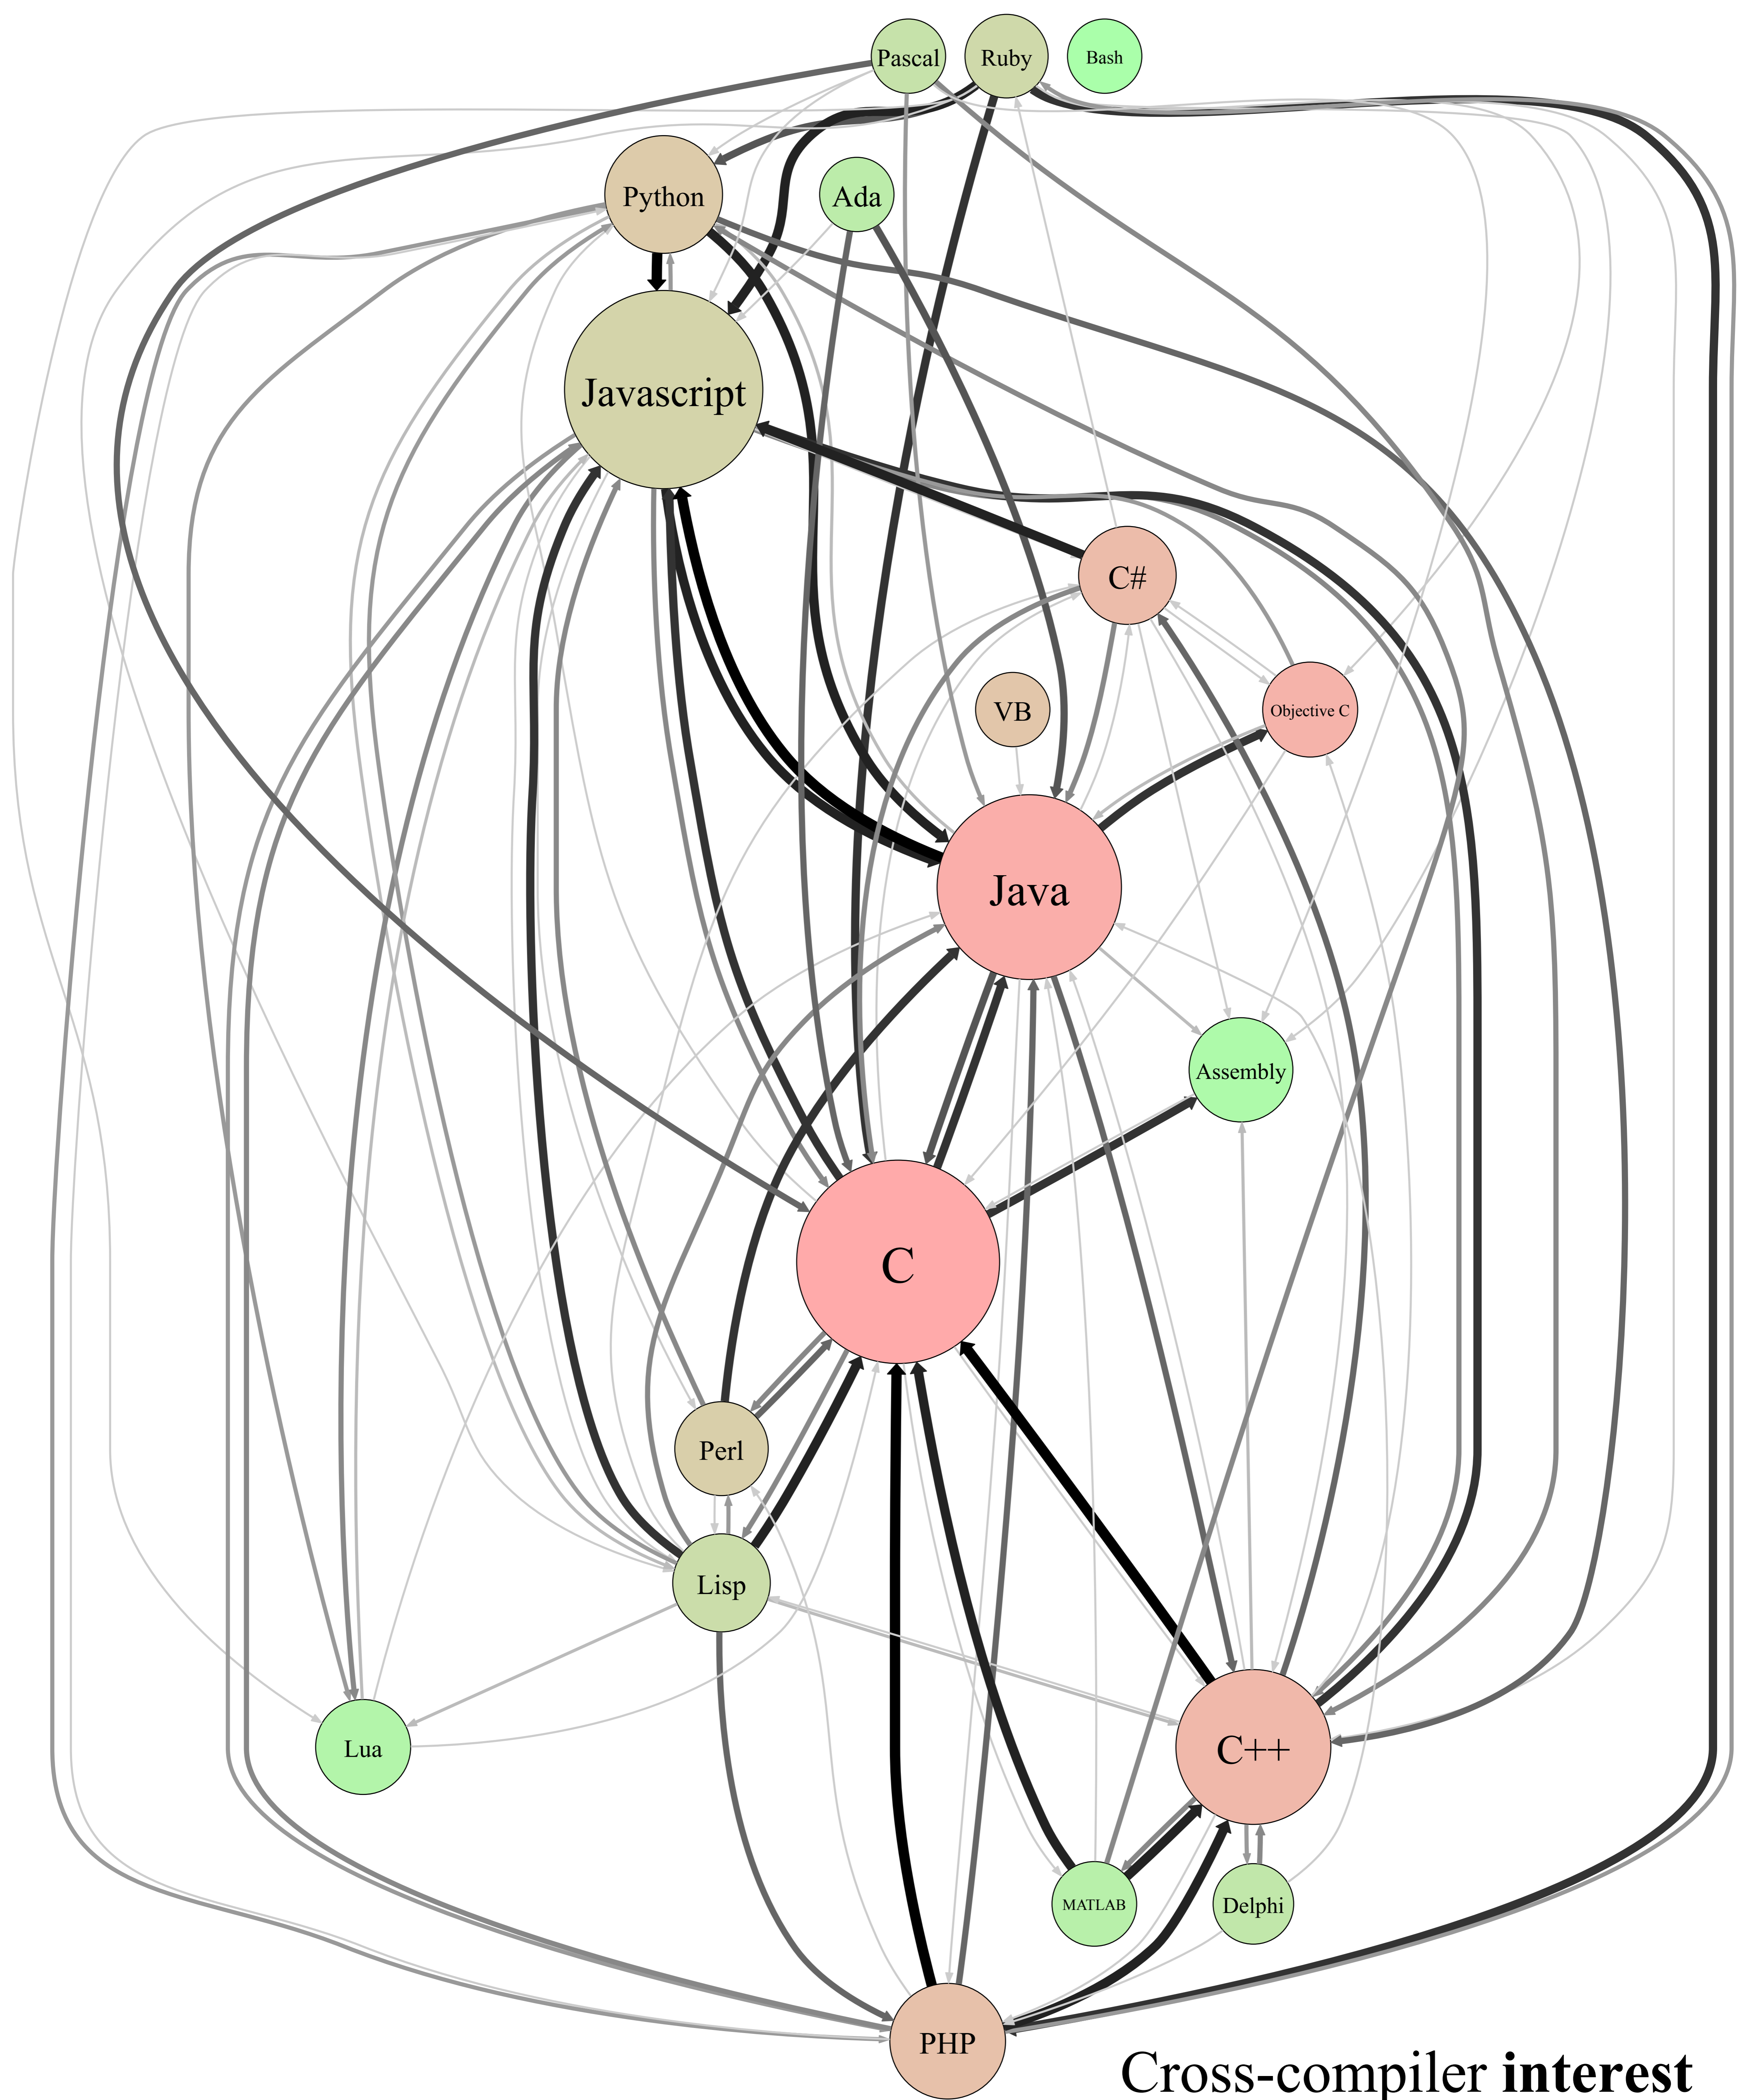 Pascal
Ruby
Bash
Python
Ada
Javascript
C#
VB
Objective C
Java
Assembly
C
Perl
Lisp
Lua
C++
MATLAB
Delphi
PHP
Cross-compiler interest